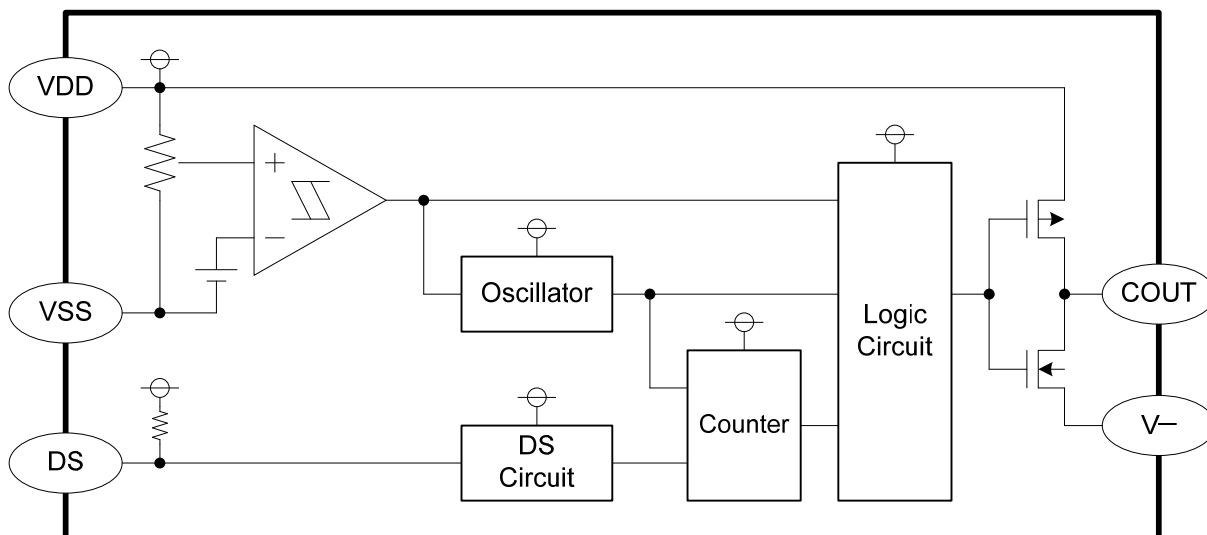 VDD
+
−
VSS
Oscillator
Logic
Circuit
COUT
Counter
V−
DS
DS
Circuit